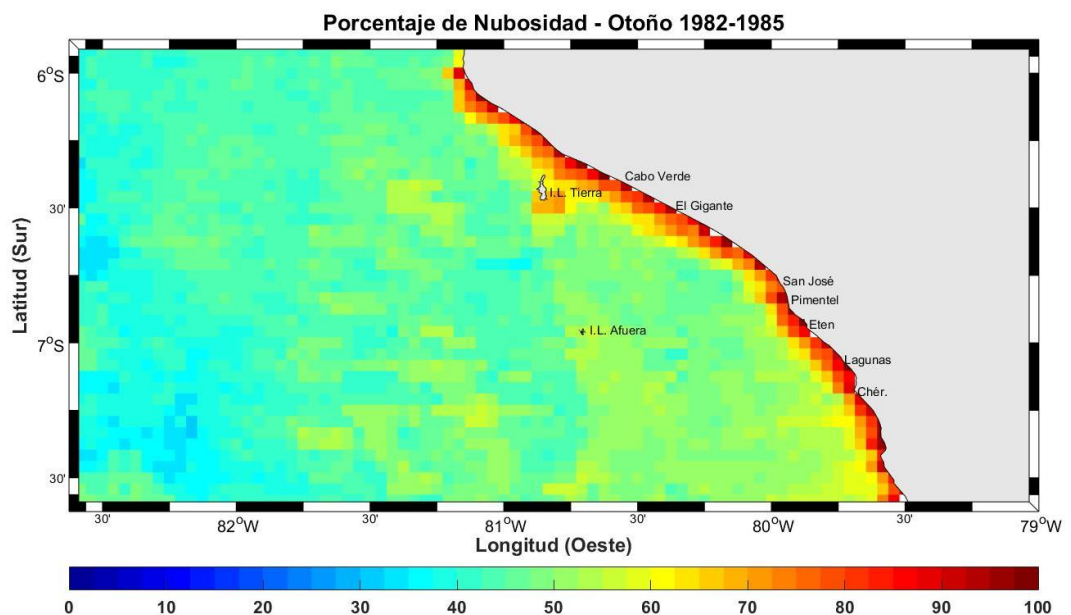 Porcentaje de Nubosidad - Otoño 1982-1985
6°S
Cabo Verde
I.L. Tierra
30'
El Gigante
Latitud (Sur)
San José
Pimentel
Eten
I.L. Afuera
7°S
Lagunas
Chér.
30'
30' 82°W 30' 81°W 30' 80°W 30' 79°W
Longitud (Oeste)
0 10 20 30 40 50 60 70 80 90 100